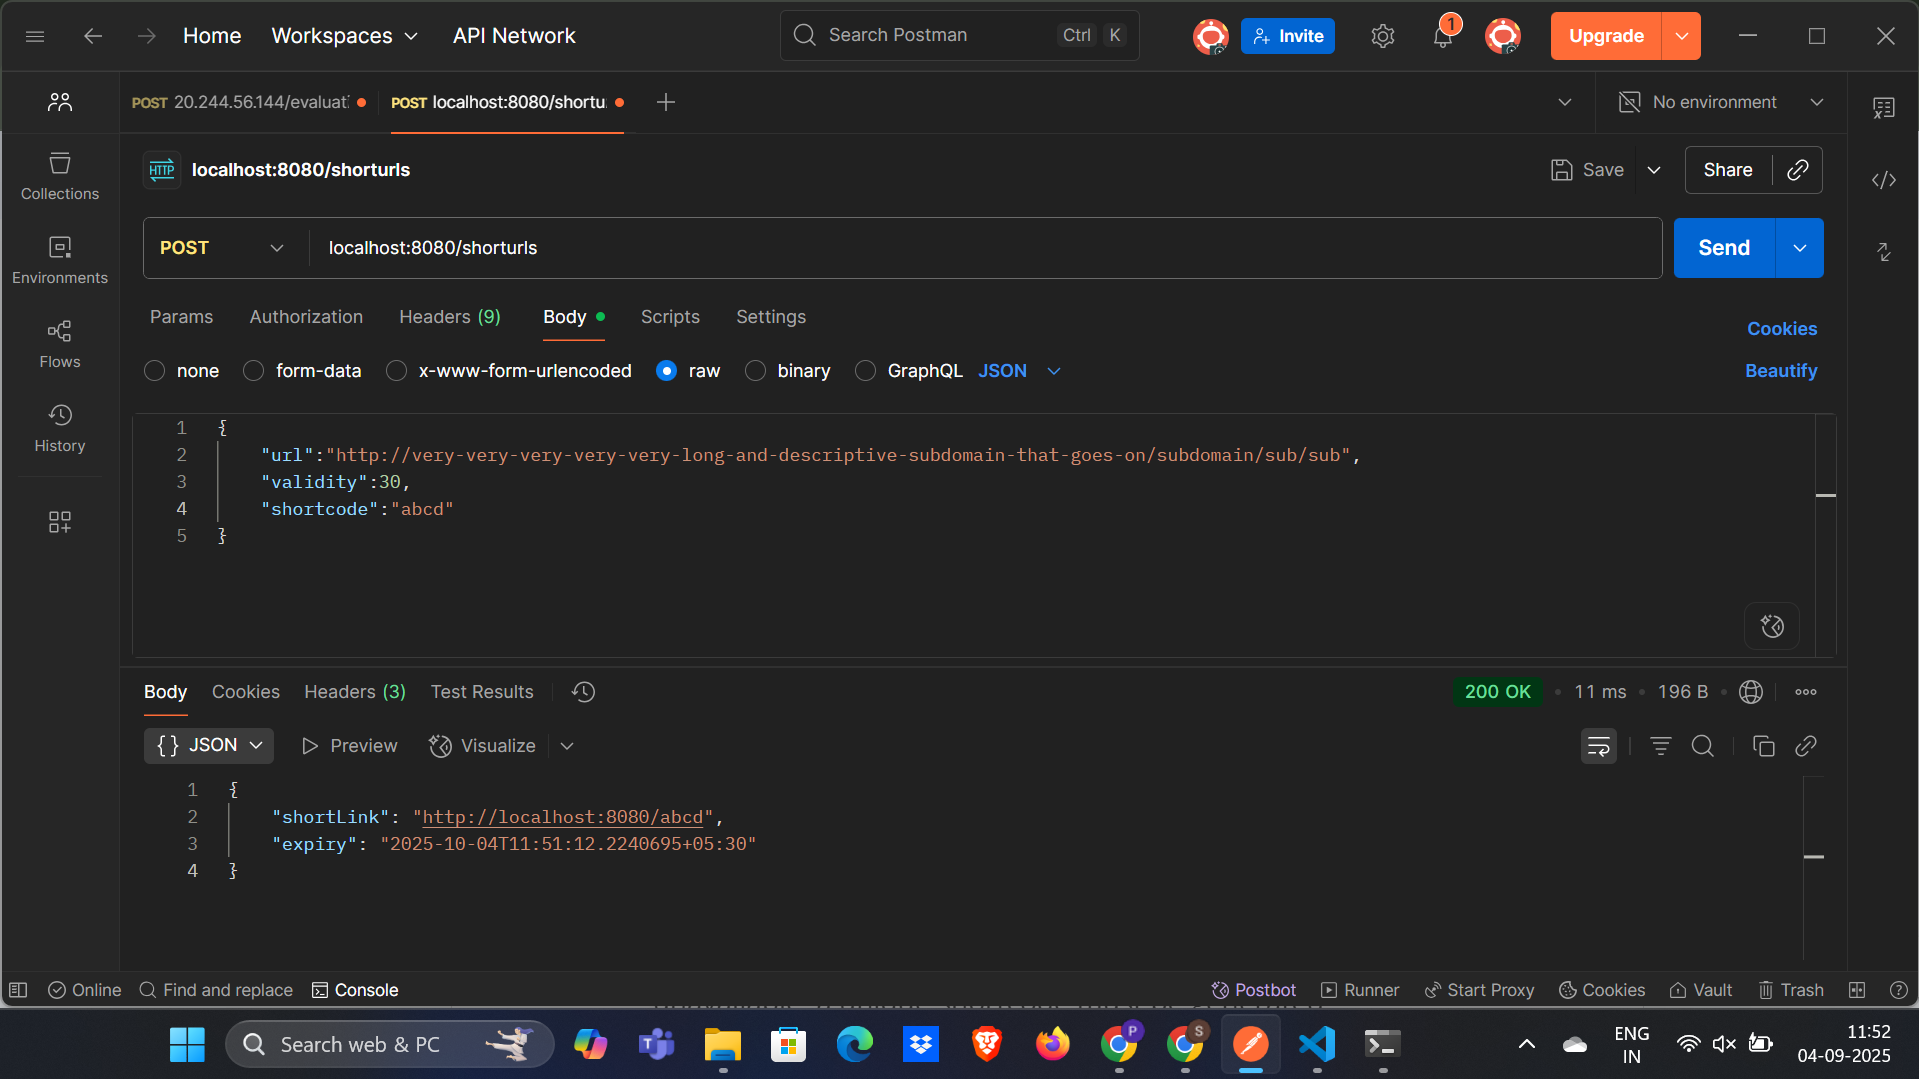 Home Workspaces API Network
Search Postman Ctrl K
Invite
1
Upgrade
POST 20.244.56.144/evaluati
POST localhost:8080/shortu
No environment
HTTP localhost:8080/shorturls
Save
Share
Collections
Environments
Flows
History
POST localhost:8080/shorturls
Send
Params Authorization Headers (9) Body Scripts Settings
Cookies
none form-data x-www-form-urlencoded raw binary GraphQL JSON
Beautify
1 {
2 "url":"http://very-very-very-very-very-long-and-descriptive-subdomain-that-goes-on/subdomain/sub/sub",
3 "validity":30,
4 "shortcode":"abcd"
5 }
Body Cookies Headers (3) Test Results
200 OK • 11 ms • 196 B
{} JSON Preview Visualize
1 {
2 "shortLink": "http://localhost:8080/abcd",
3 "expiry": "2025-10-04T11:51:12.2240695+05:30"
4 }
Online Find and replace Console
Postbot Runner Start Proxy Cookies Vault Trash
Search web & PC
P
S
ENG
IN
11:52
04-09-2025